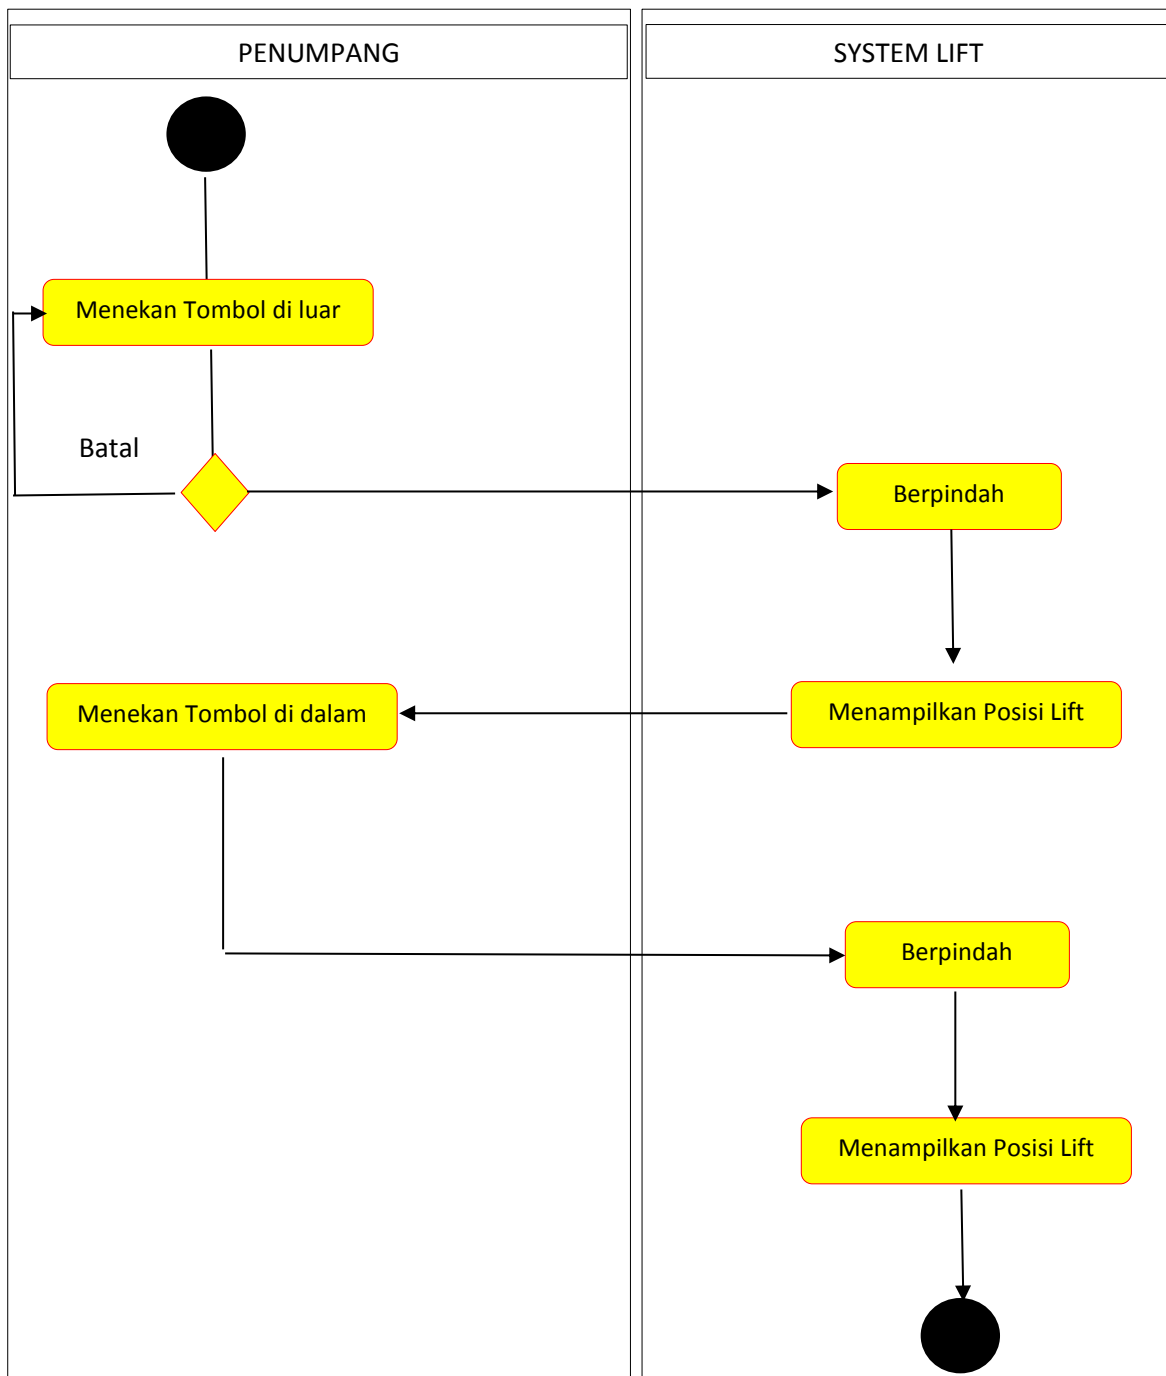 PENUMPANG
SYSTEM LIFT
Menekan Tombol di luar
Batal
Berpindah
Menekan Tombol di dalam
Menampilkan Posisi Lift
Berpindah
Menampilkan Posisi Lift